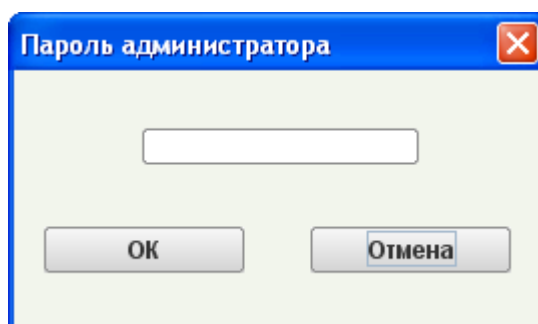 Пароль администратора
ОК
Отмена